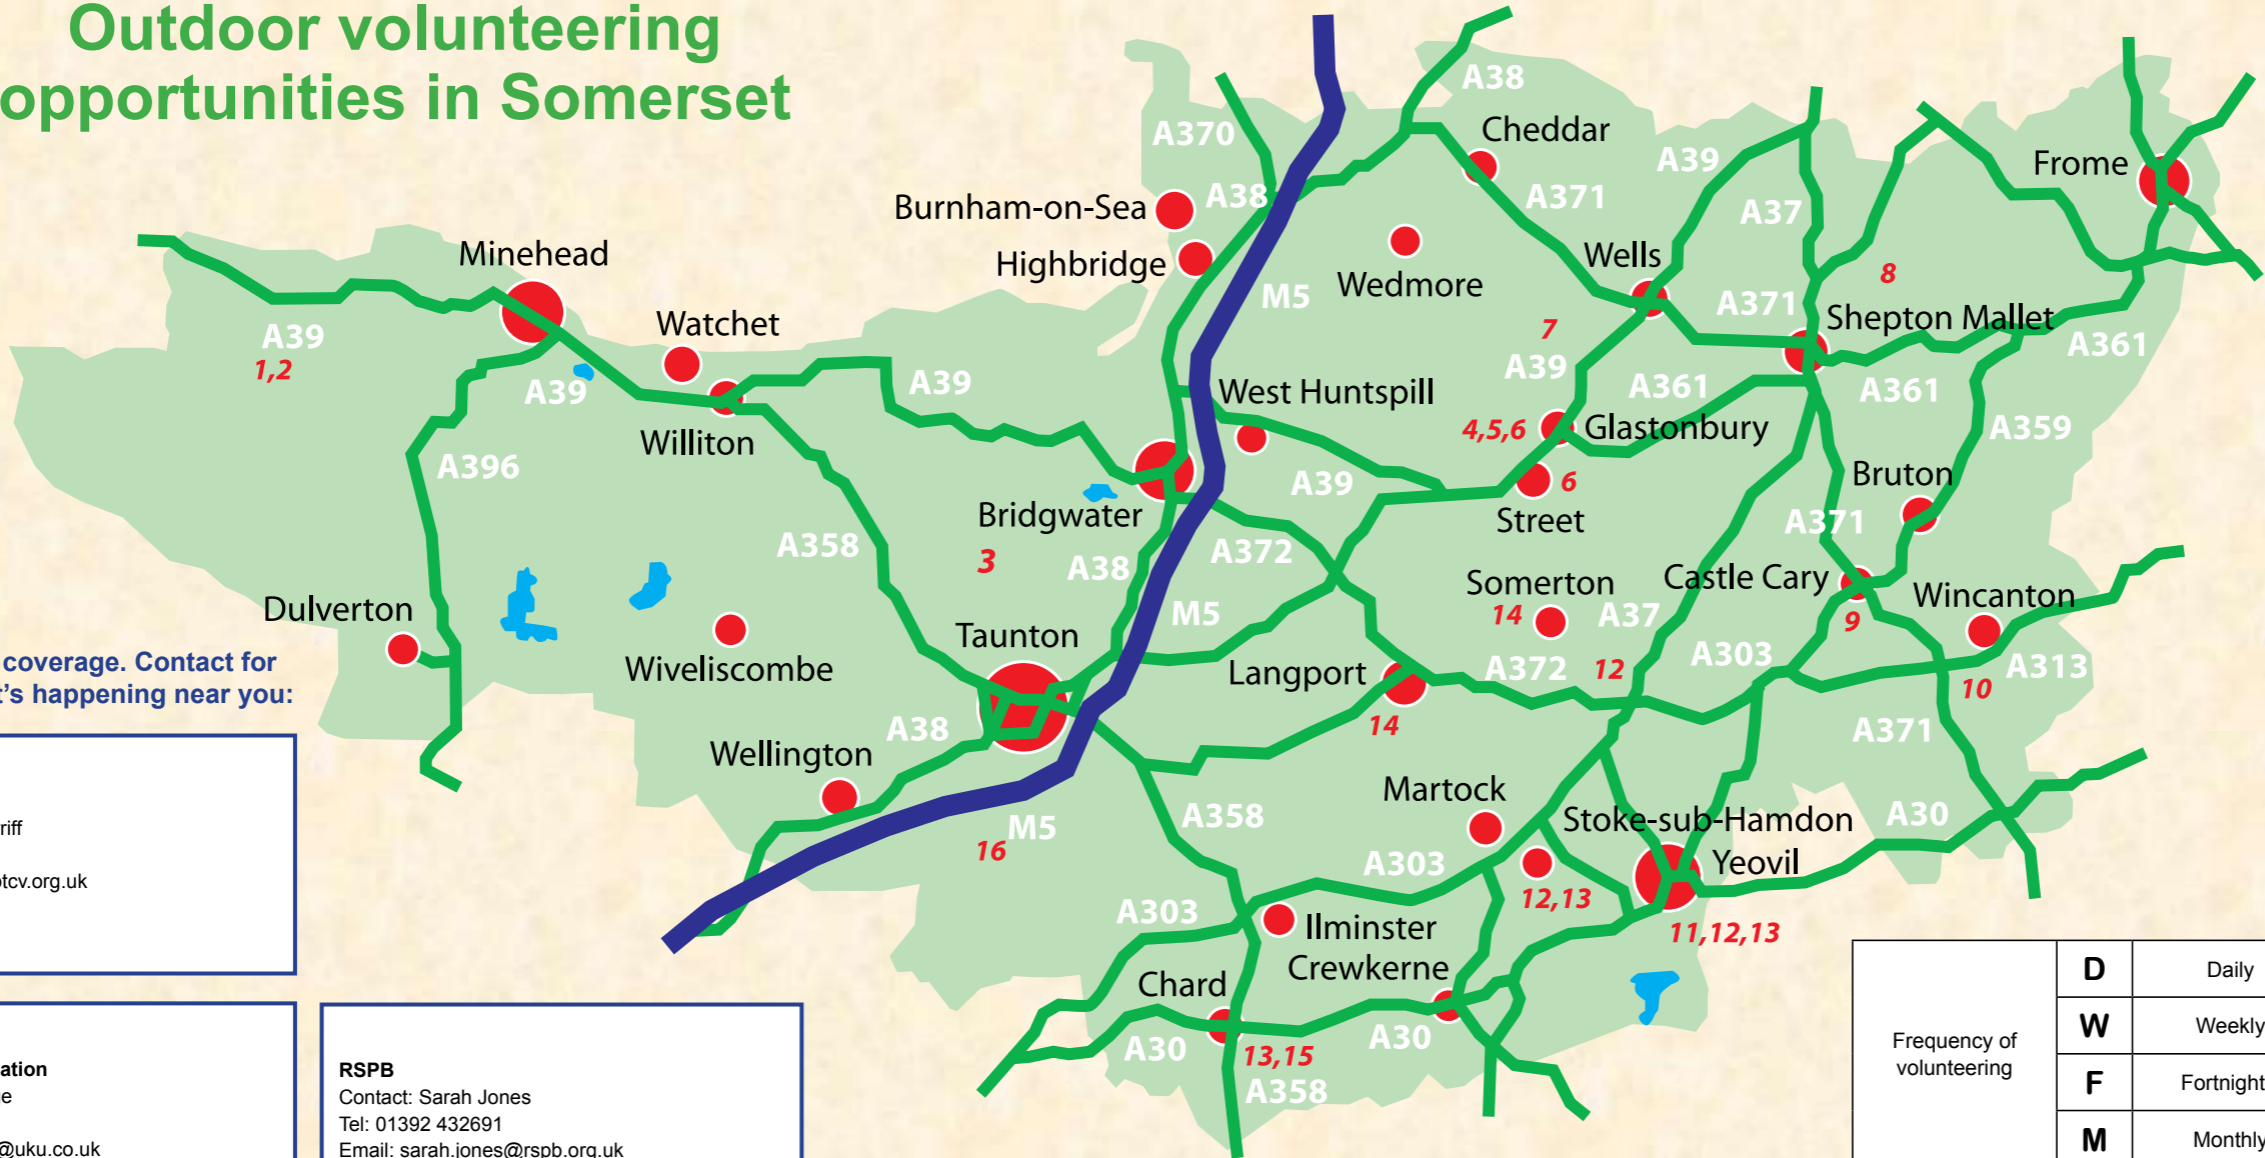 Outdoor volunteering
opportunities in Somerset
A38
Cheddar
A370
A39
Frome
Burnham-on-Sea
A38
A371
A37
Minehead
Highbridge
Wells
8
M5
Wedmore
A371
Shepton Mallet
Watchet
A39
7
A361
1,2
A39
A39
A39
West Huntspill
A361
A361
Williton
4,5,6
Glastonbury
A359
A396
A39
6
Bruton
Bridgwater
Street
A371
A358
3
A38
A372
Somerton
Castle Cary
Wincanton
Dulverton
M5
14
A37
9
Taunton
coverage. Contact for
Wiveliscombe
Langport
A372
12
A303
A313
t’s happening near you:
10
14
A38
A371
Wellington
Martock
A358
A30
riff
M5
Stoke-sub-Hamdon
16
A303
Yeovil
tcv.org.uk
12,13
A303
Ilminster
11,12,13
Crewkerne
Chard
A30
A30
13,15
A358
ation
e
@uku.co.uk
RSPB
Contact: Sarah Jones
Tel: 01392 432691
Email: sarah.jones@rspb.org.uk
Frequency of
volunteering
D Daily
W Weekly
F Fortnight
M Monthly